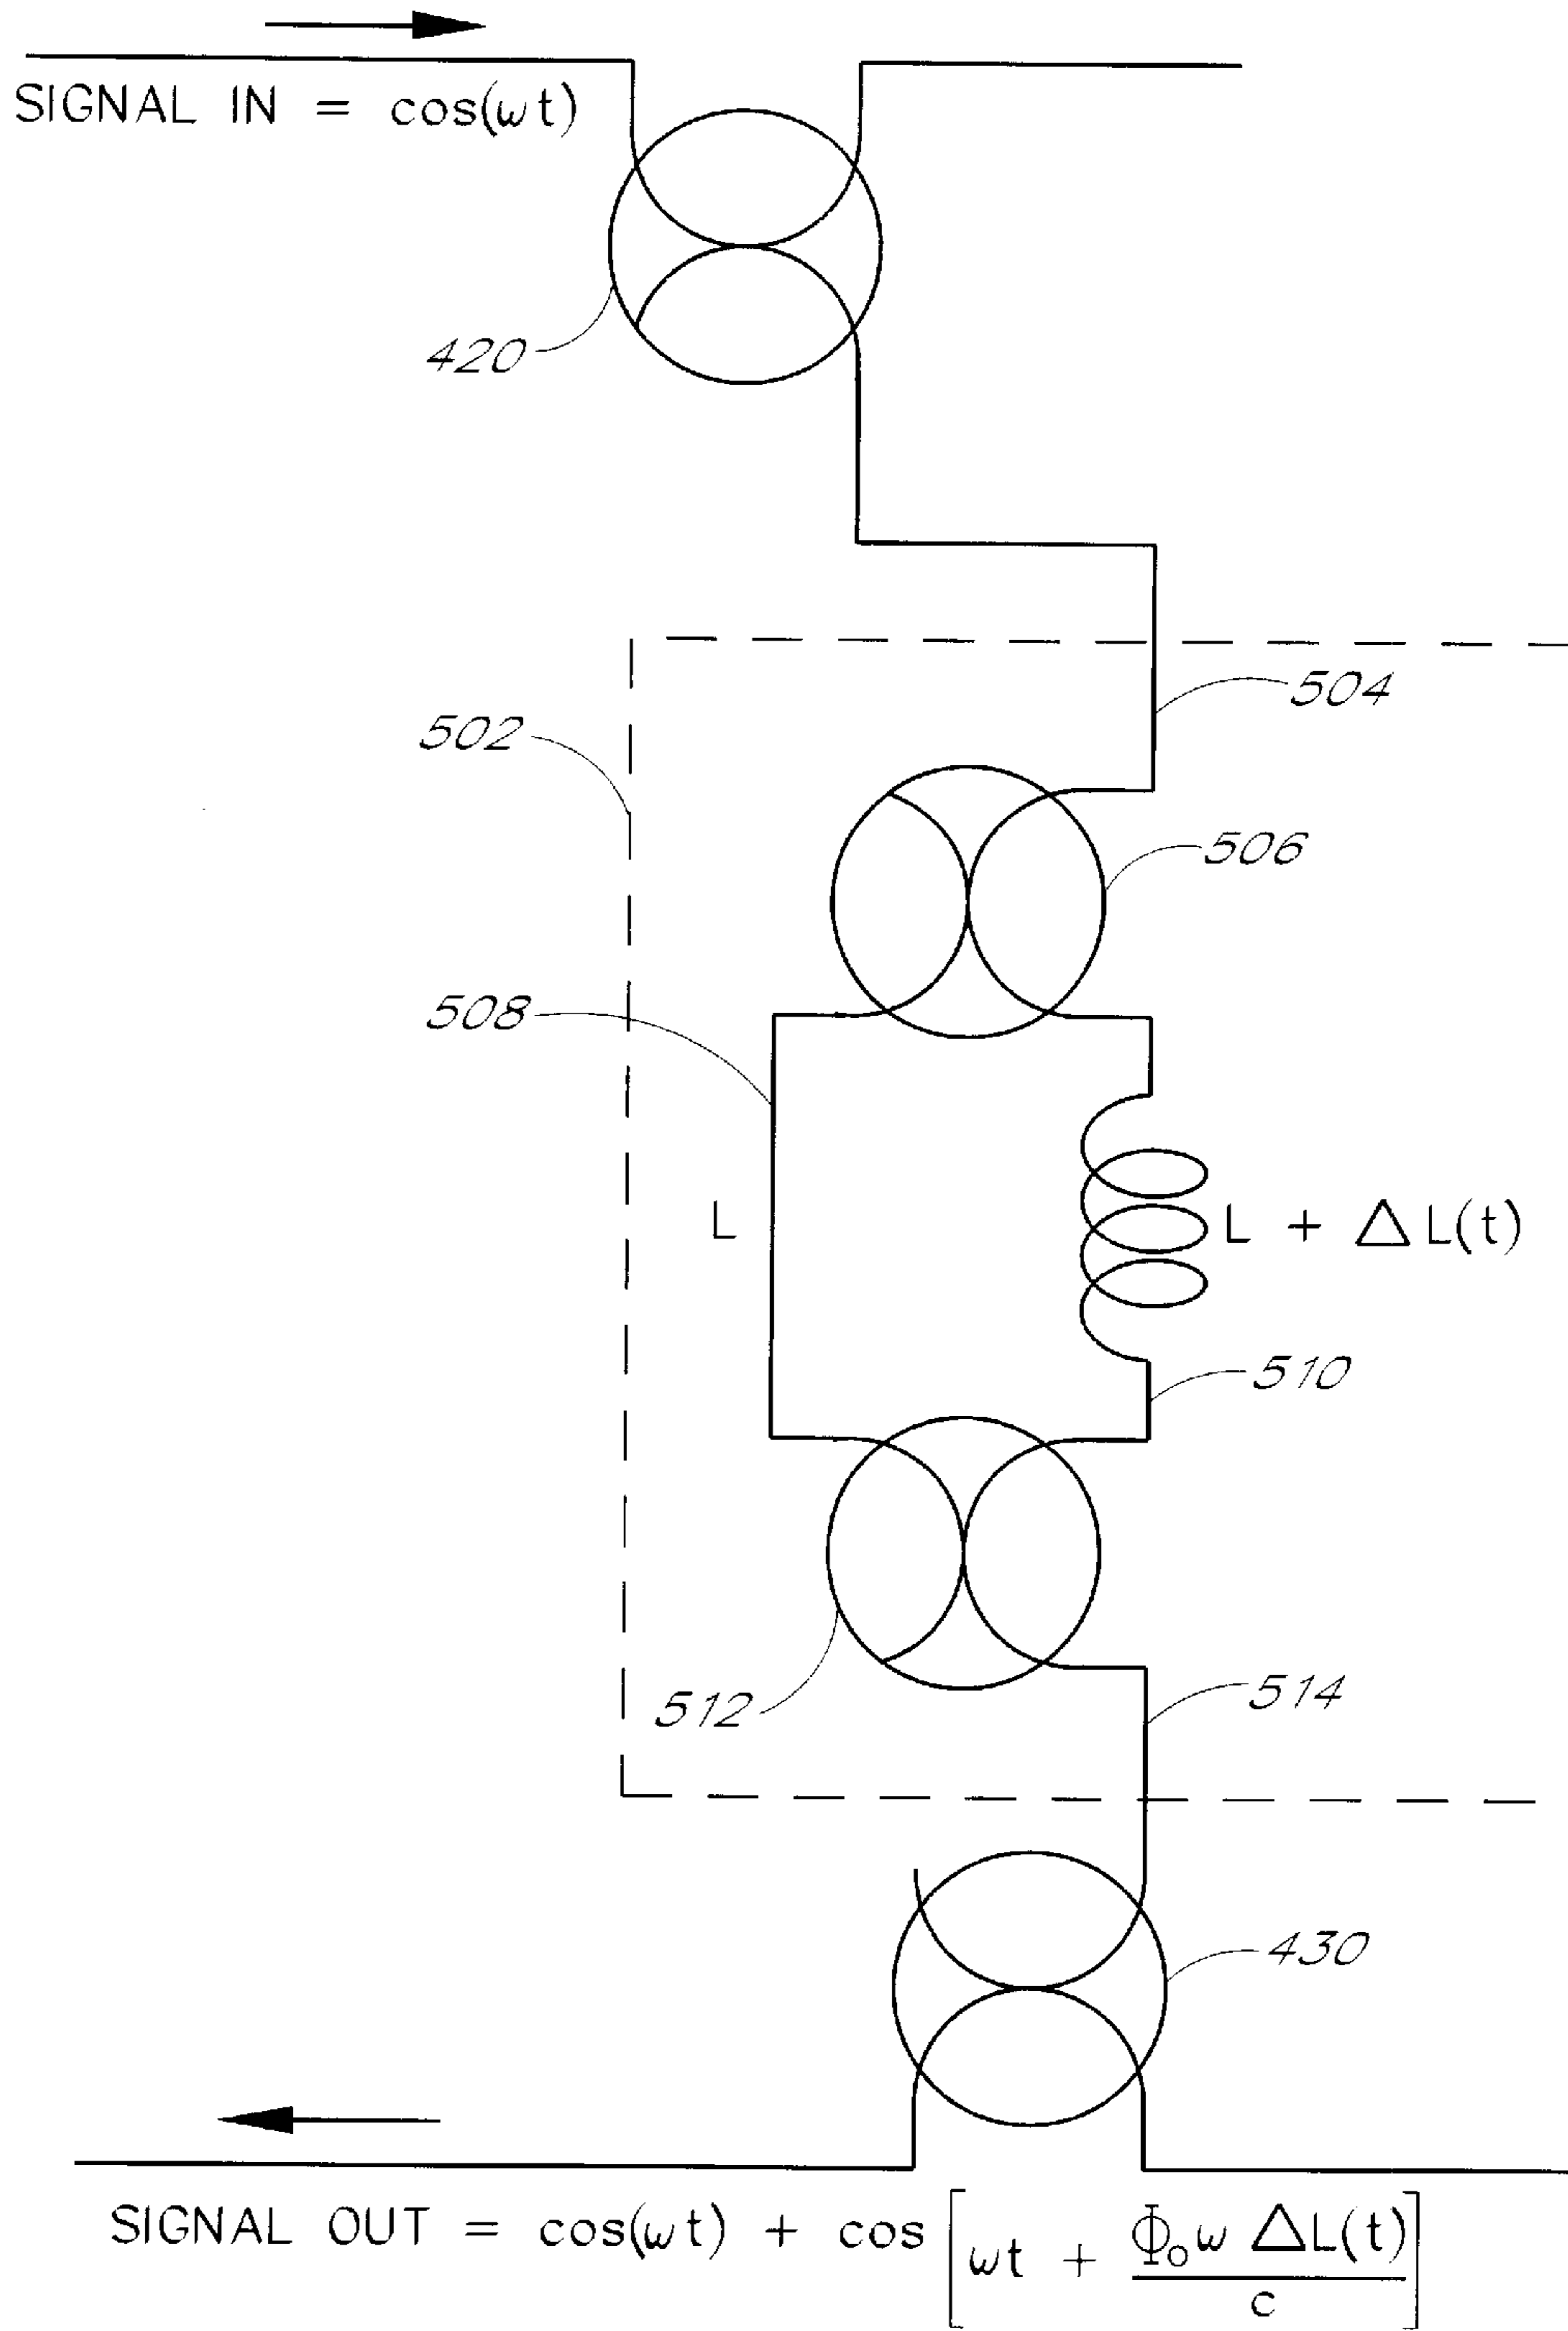 SIGNAL IN = cos(ωt)
420
504
502
506
508
L
L + ΔL(t)
510
512
514
430
SIGNAL OUT = cos(ωt) + cos [ωt + Φ₀ω ΔL(t) / c]